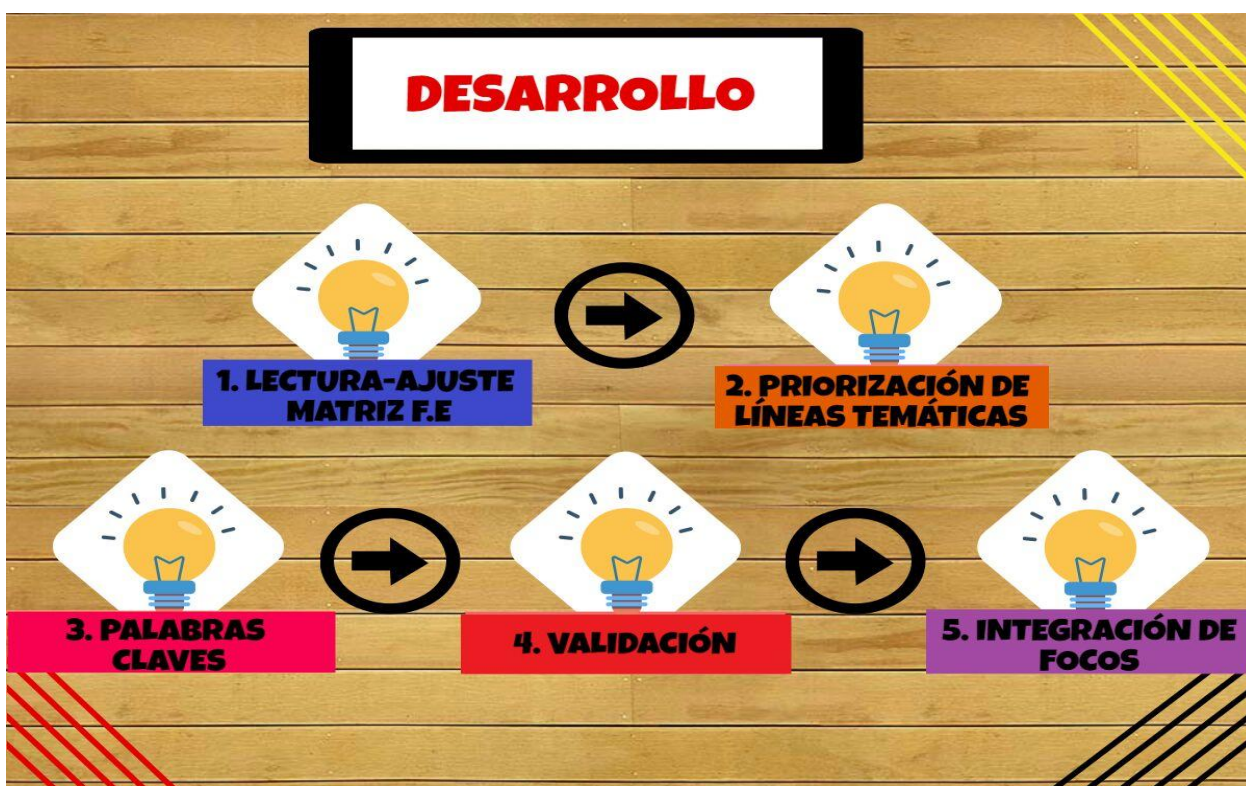 DESARROLLO
1. LECTURA-AJUSTE
MATRIZ F.E
2. PRIORIZACIÓN DE
LÍNEAS TEMÁTICAS
3. PALABRAS
CLAVES
4. VALIDACIÓN
5. INTEGRACIÓN DE
FOCOS